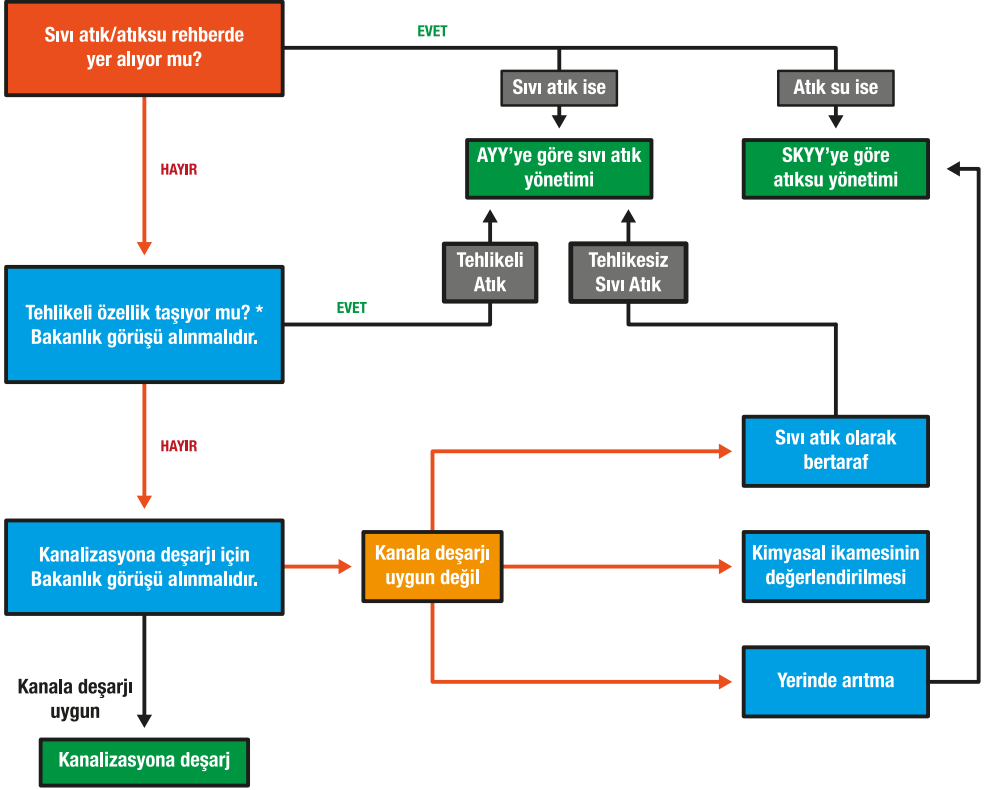 Sıvı atık/atıksu rehberde
yer alıyor mu?
EVET
Sıvı atık ise
Atık su ise
AYY'ye göre sıvı atık
yönetimi
SKYY'ye göre
atıksu yönetimi
HAYIR
Tehlikeli
Atık
Tehlikesiz
Sıvı Atık
Tehlikeli özellik taşıyor mu? *
Bakanlık görüşü alınmalıdır.
EVET
HAYIR
Sıvı atık olarak
bertaraf
Kanalizasyona deşarjı için
Bakanlık görüşü alınmalıdır.
Kanala deşarjı
uygun değil
Kimyasal ikamesinin
değerlendirilmesi
Yerinde arıtma
Kanala deşarjı
uygun
Kanalizasyona deşarj